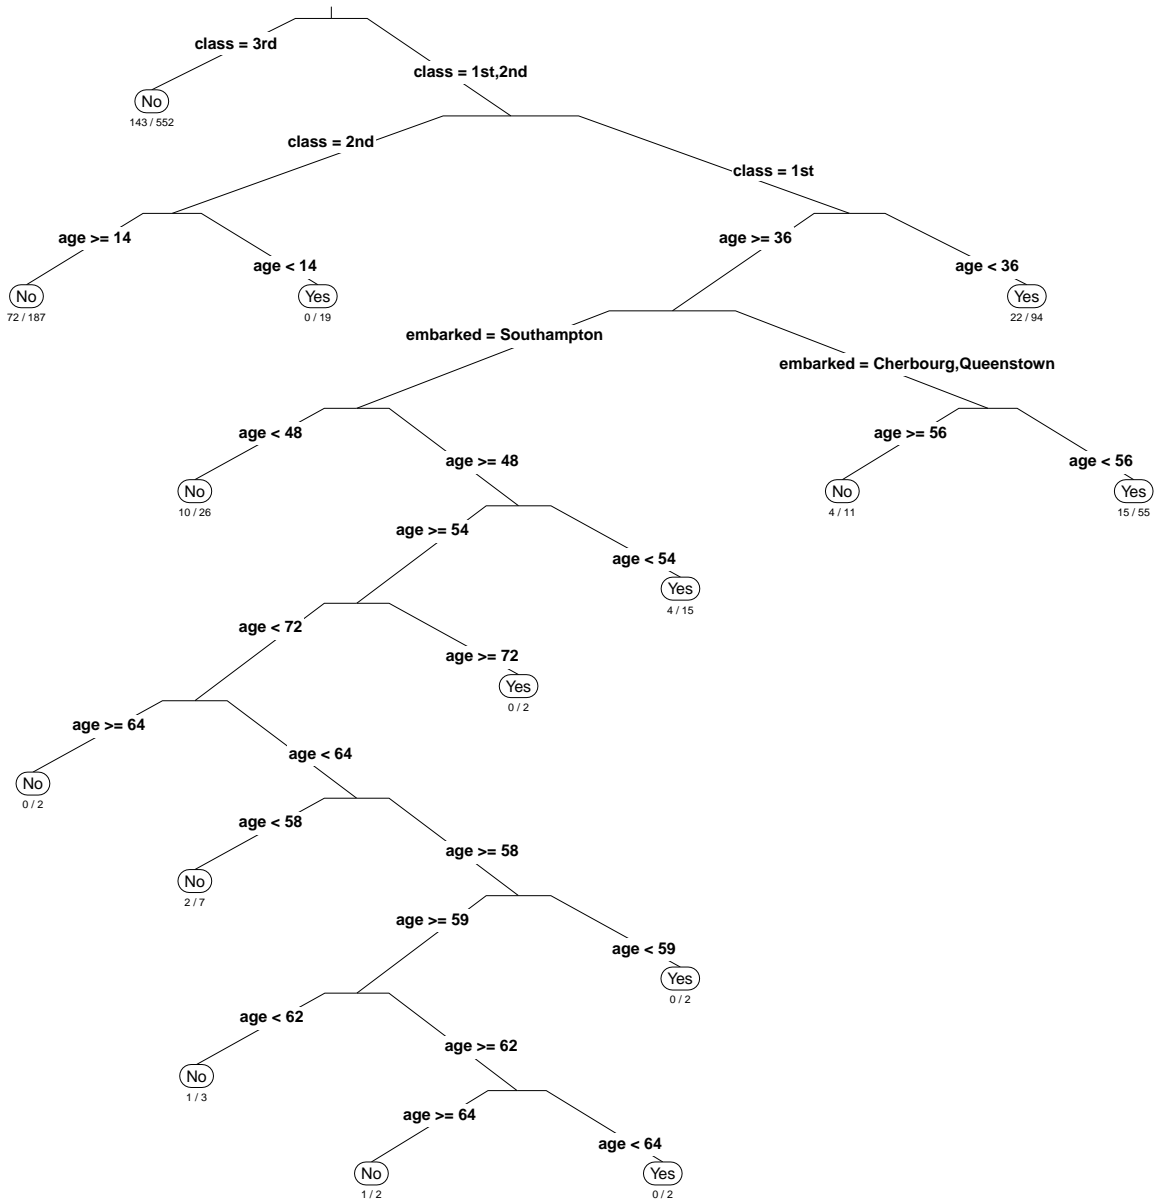 class = 3rd
class = 1st,2nd
No
143 / 552
class = 2nd
class = 1st
age >= 14
age < 14
age >= 36
age < 36
No
72 / 187
Yes
0 / 19
Yes
22 / 94
embarked = Southampton
embarked = Cherbourg,Queenstown
age < 48
age >= 48
age >= 56
age < 56
No
10 / 26
No
4 / 11
Yes
15 / 55
age >= 54
age < 54
Yes
4 / 15
age < 72
age >= 72
Yes
0 / 2
age >= 64
age < 64
No
0 / 2
age < 58
age >= 58
No
2 / 7
age >= 59
age < 59
Yes
0 / 2
age < 62
age >= 62
No
1 / 3
age >= 64
age < 64
No
1 / 2
Yes
0 / 2